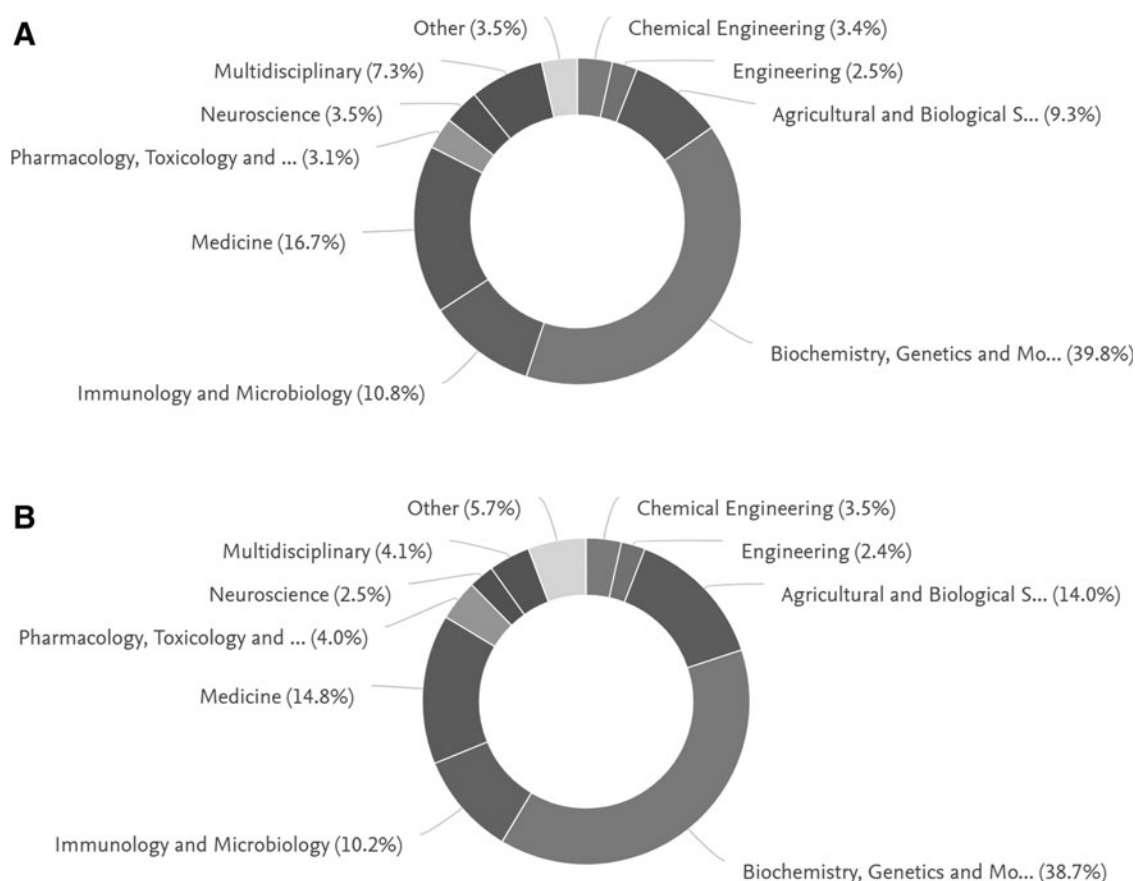 A
Other (3.5%)
Chemical Engineering (3.4%)
Multidisciplinary (7.3%)
Engineering (2.5%)
Neuroscience (3.5%)
Agricultural and Biological S... (9.3%)
Pharmacology, Toxicology and ... (3.1%)
Medicine (16.7%)
Biochemistry, Genetics and Mo... (39.8%)
Immunology and Microbiology (10.8%)
B
Other (5.7%)
Chemical Engineering (3.5%)
Multidisciplinary (4.1%)
Engineering (2.4%)
Neuroscience (2.5%)
Agricultural and Biological S... (14.0%)
Pharmacology, Toxicology and ... (4.0%)
Medicine (14.8%)
Immunology and Microbiology (10.2%)
Biochemistry, Genetics and Mo... (38.7%)